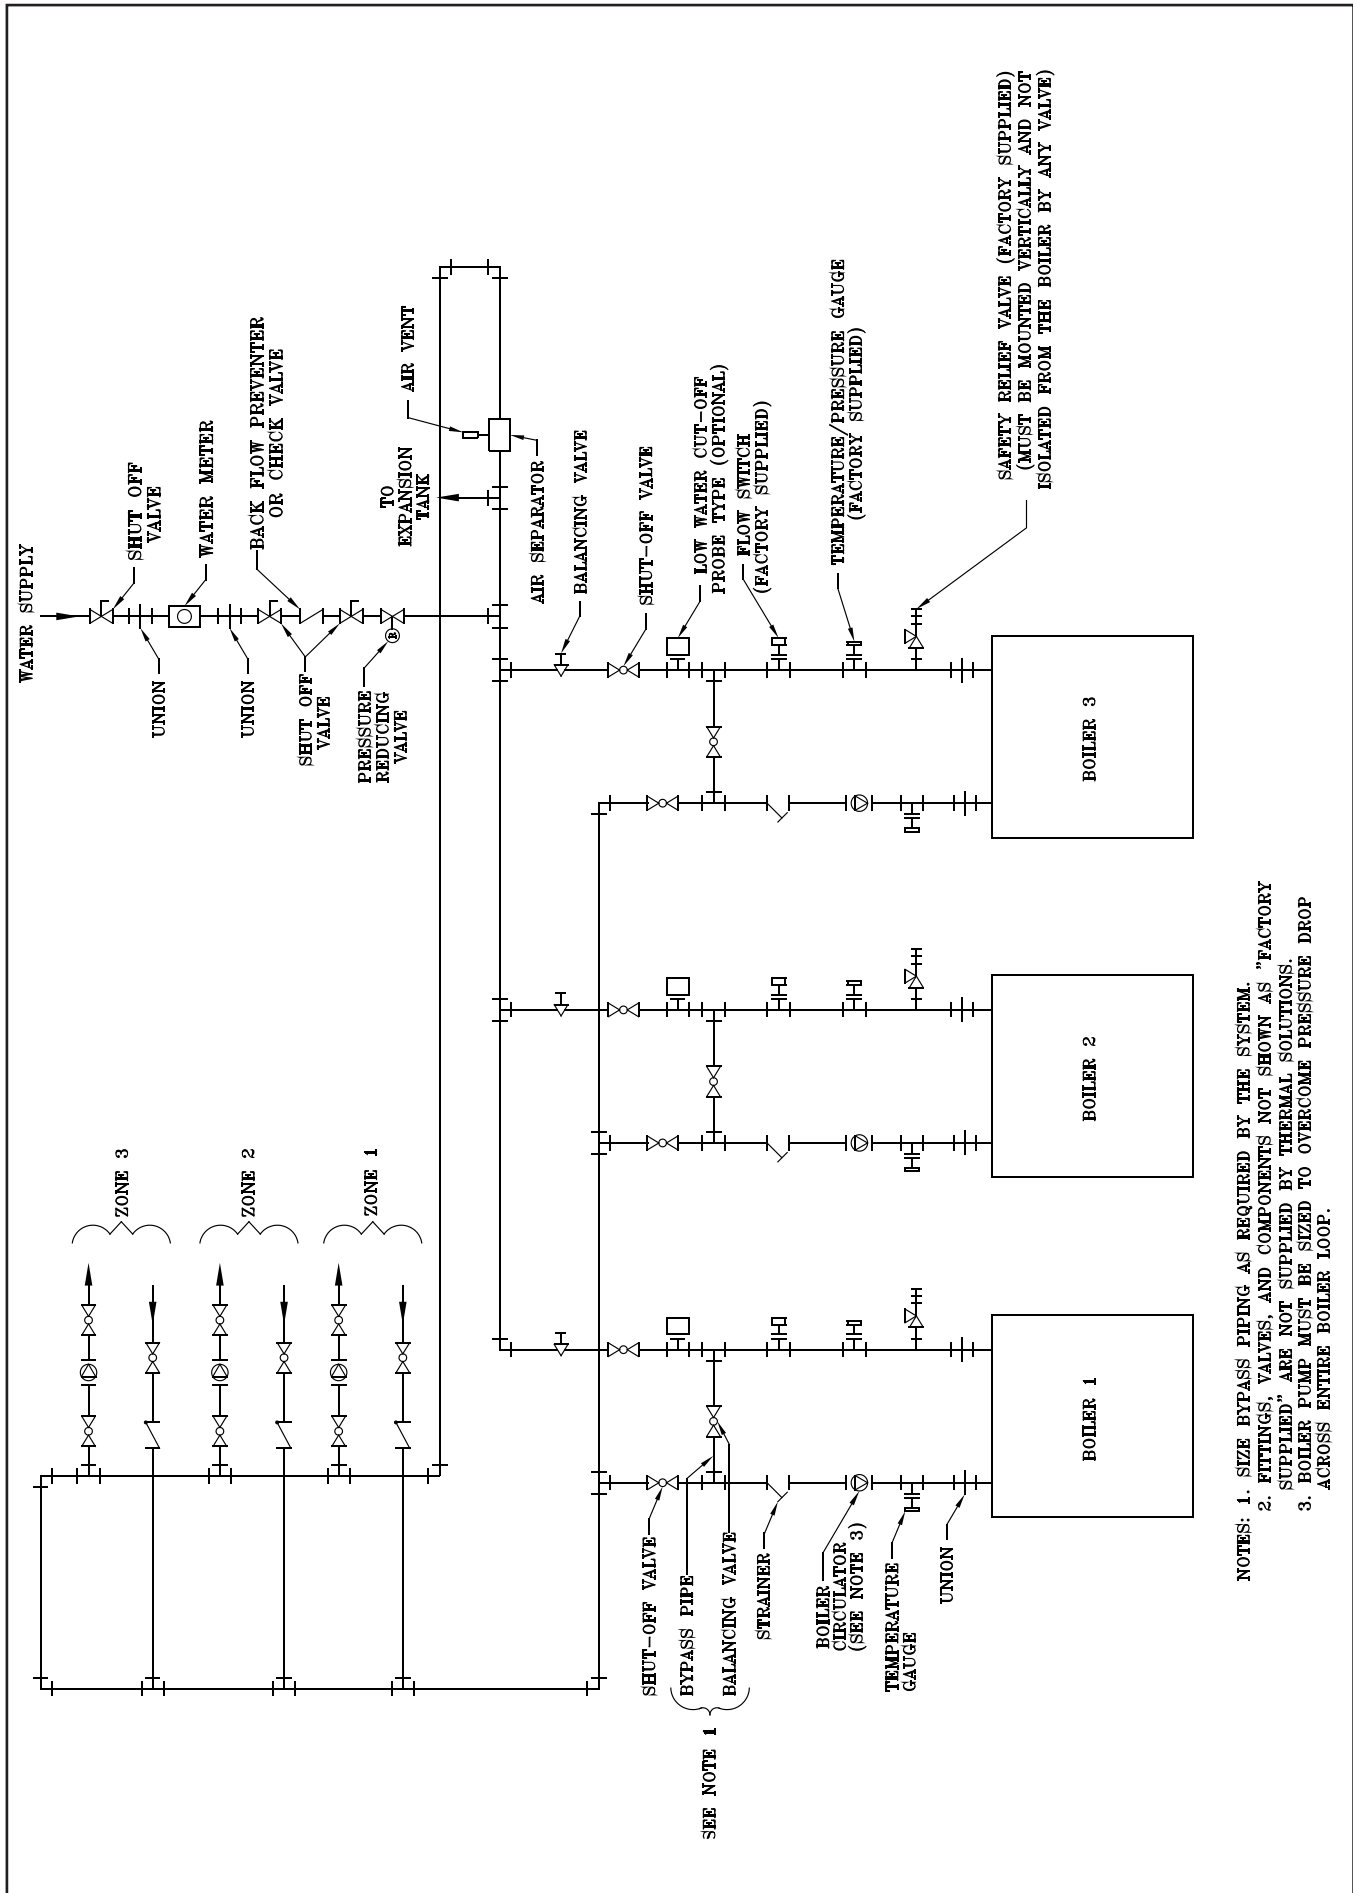 WATER SUPPLY
SHUT OFF
VALVE
WATER METER
BACK FLOW PREVENTER
OR CHECK VALVE
UNION
UNION
SHUT OFF
VALVE
PRESSURE
REDUCING
VALVE
B
TO
EXPANSION
TANK
AIR VENT
AIR SEPARATOR
BALANCING VALVE
SHUT-OFF VALVE
LOW WATER CUT-OFF
PROBE TYPE (OPTIONAL)
FLOW SWITCH
(FACTORY SUPPLIED)
TEMPERATURE/PRESSURE GAUGE
(FACTORY SUPPLIED)
SAFETY RELIEF VALVE (FACTORY SUPPLIED)
(MUST BE MOUNTED VERTICALLY AND NOT
ISOLATED FROM THE BOILER BY ANY VALVE)
ZONE 3
ZONE 2
ZONE 1
SHUT-OFF VALVE
SEE NOTE 1
BYPASS PIPE
BALANCING VALVE
STRAINER
BOILER
CIRCULATOR
(SEE NOTE 3)
TEMPERATURE
GAUGE
UNION
BOILER 1
BOILER 2
BOILER 3
NOTES: 1. SIZE BYPASS PIPING AS REQUIRED BY THE SYSTEM.
2. FITTINGS, VALVES, AND COMPONENTS NOT SHOWN AS "FACTORY
SUPPLIED" ARE NOT SUPPLIED BY THERMAL SOLUTIONS.
3. BOILER PUMP MUST BE SIZED TO OVERCOME PRESSURE DROP
ACROSS ENTIRE BOILER LOOP.